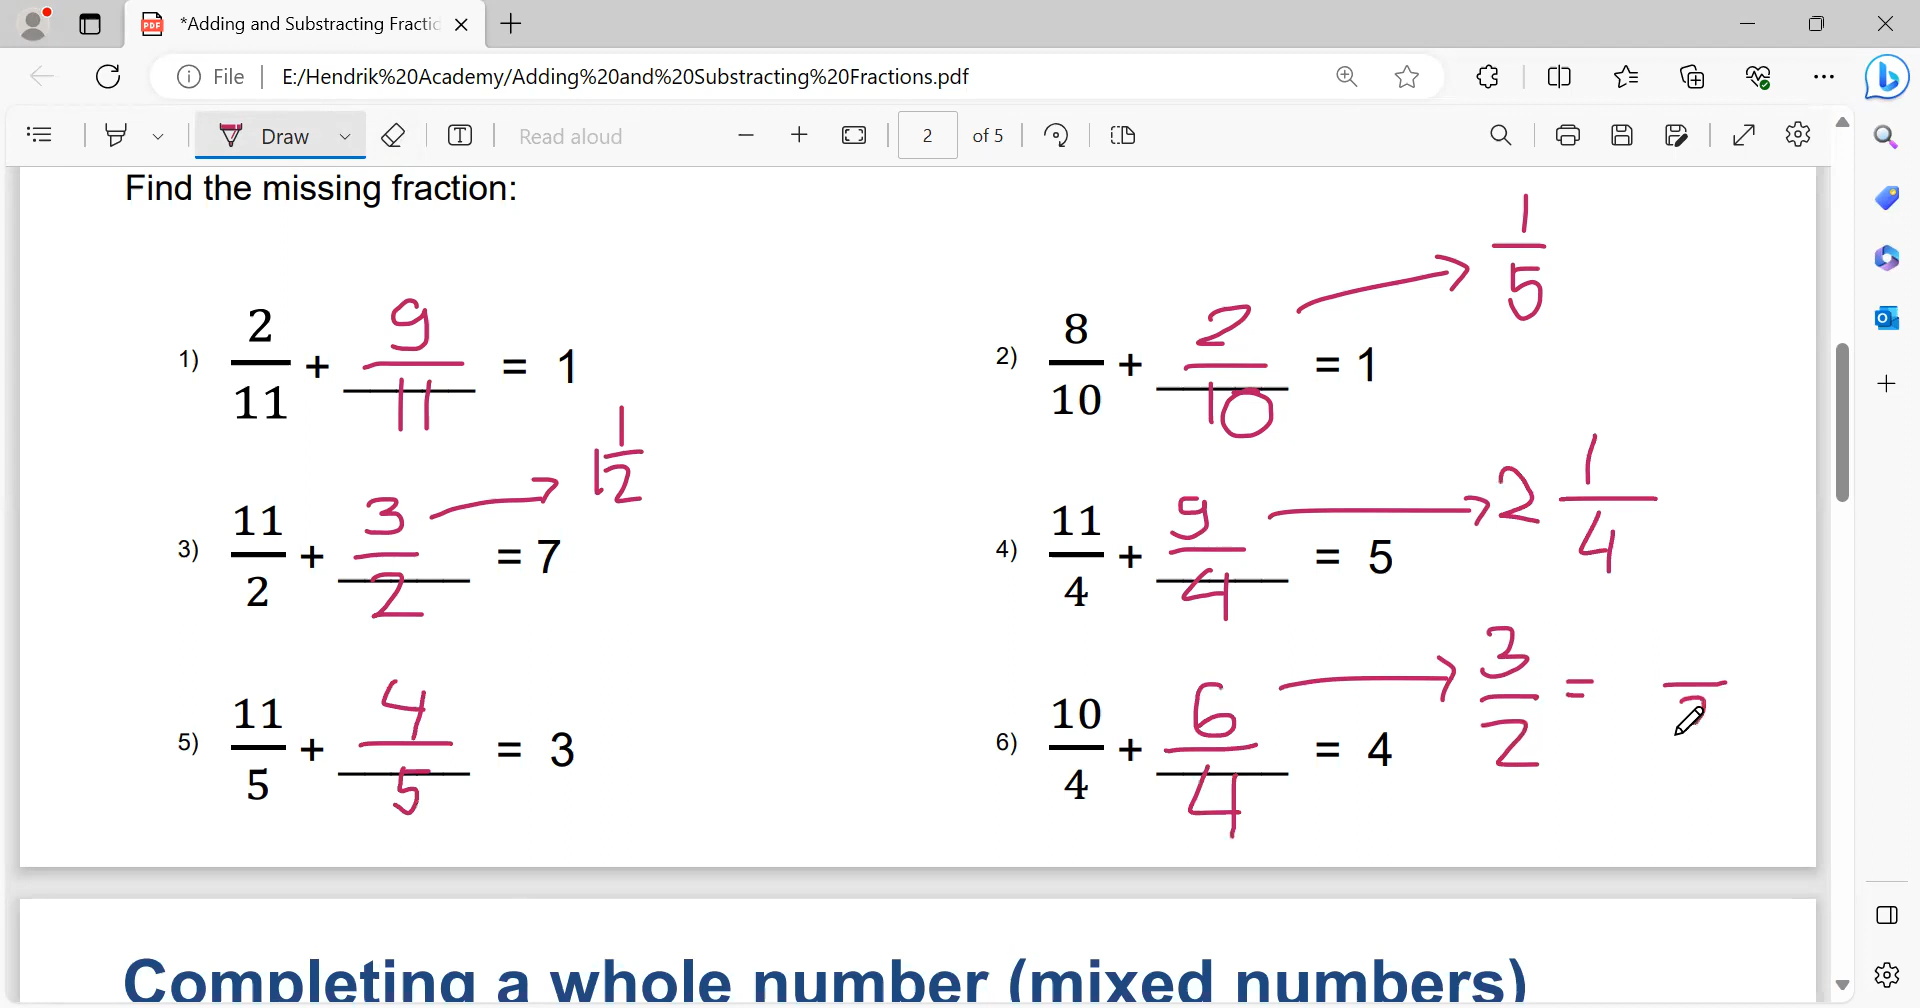 *Adding and Substracting Fractic
File E:/Hendrik%20Academy/Adding%20and%20Substracting%20Fractions.pdf
Draw Read aloud 2 of 5
Find the missing fraction:
1) 2/11 + 9/11 = 1
2) 8/10 + 2/10 = 1 → 1/5
3) 11/2 + 3/2 = 7 → 1 1/2
4) 11/4 + 9/4 = 5 → 2 1/4
5) 11/5 + 4/5 = 3
6) 10/4 + 6/4 = 4 → 3/2 =
Completing a whole number (mixed numbers)